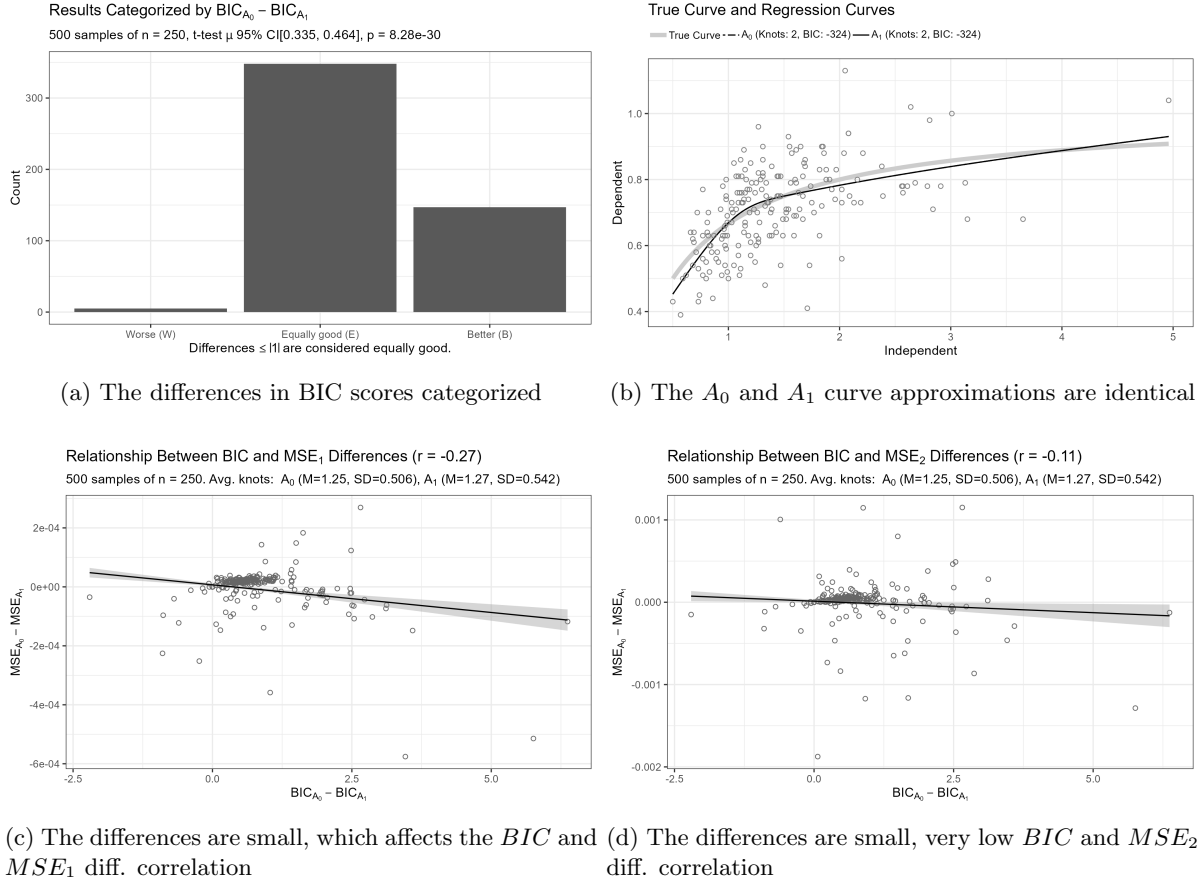 Results Categorized by BIC_A₀ − BIC_A₁
500 samples of n = 250, t-test μ 95% CI[0.335, 0.464], p = 8.28e-30
Count
300
200
100
0
Worse (W) Equally good (E) Better (B)
Differences ≤ |1| are considered equally good.
(a) The differences in BIC scores categorized
True Curve and Regression Curves
True Curve A₀ (Knots: 2, BIC: -324) A₁ (Knots: 2, BIC: -324)
Dependent
1.0
0.8
0.6
0.4
1 2 3 4 5
Independent
(b) The A₀ and A₁ curve approximations are identical
Relationship Between BIC and MSE₁ Differences (r = -0.27)
500 samples of n = 250. Avg. knots: A₀ (M=1.25, SD=0.506), A₁ (M=1.27, SD=0.542)
MSE_A₀ − MSE_A₁
2e-04
0e+00
-2e-04
-4e-04
-6e-04
-2.5 0.0 2.5 5.0
BIC_A₀ − BIC_A₁
(c) The differences are small, which affects the BIC and
MSE₁ diff. correlation
Relationship Between BIC and MSE₂ Differences (r = -0.11)
500 samples of n = 250. Avg. knots: A₀ (M=1.25, SD=0.506), A₁ (M=1.27, SD=0.542)
MSE_A₀ − MSE_A₁
0.001
0.000
-0.001
-0.002
-2.5 0.0 2.5 5.0
BIC_A₀ − BIC_A₁
(d) The differences are small, very low BIC and MSE₂
diff. correlation